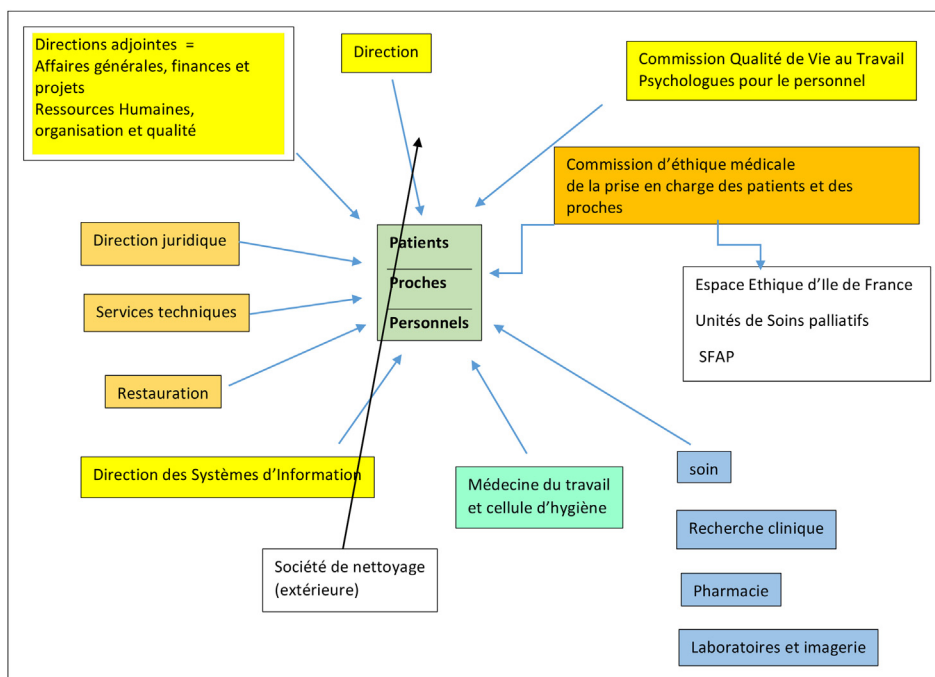 Directions adjointes =
Affaires générales, finances et
projets
Ressources Humaines,
organisation et qualité
Direction
Commission Qualité de Vie au Travail
Psychologues pour le personnel
Commission d'éthique médicale
de la prise en charge des patients et des
proches
Direction juridique
Patients
Proches
Personnels
Espace Ethique d'Ile de France
Unités de Soins palliatifs
SFAP
Services techniques
Restauration
Direction des Systèmes d'Information
Médecine du travail
et cellule d'hygiène
soin
Recherche clinique
Société de nettoyage
(extérieure)
Pharmacie
Laboratoires et imagerie